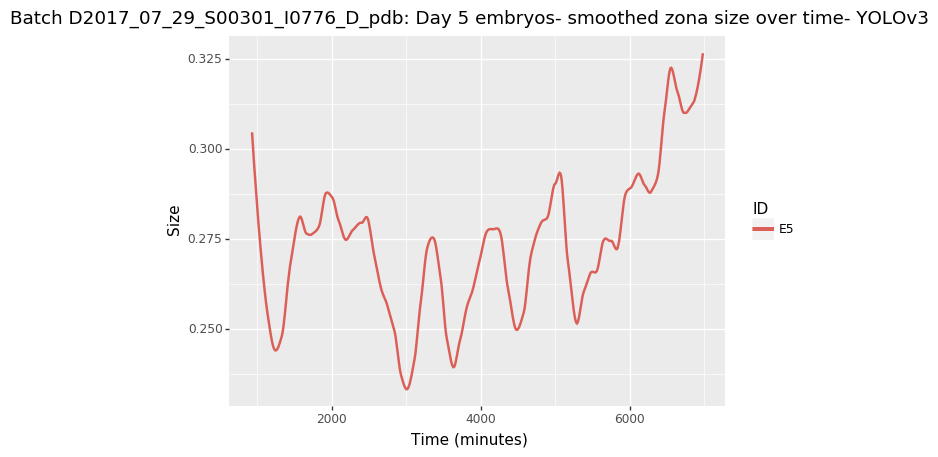 Batch D2017_07_29_S00301_I0776_D_pdb: Day 5 embryos- smoothed zona size over time- YOLOv3
0.325
0.300
0.275
0.250
Size
2000
4000
6000
Time (minutes)
ID
E5